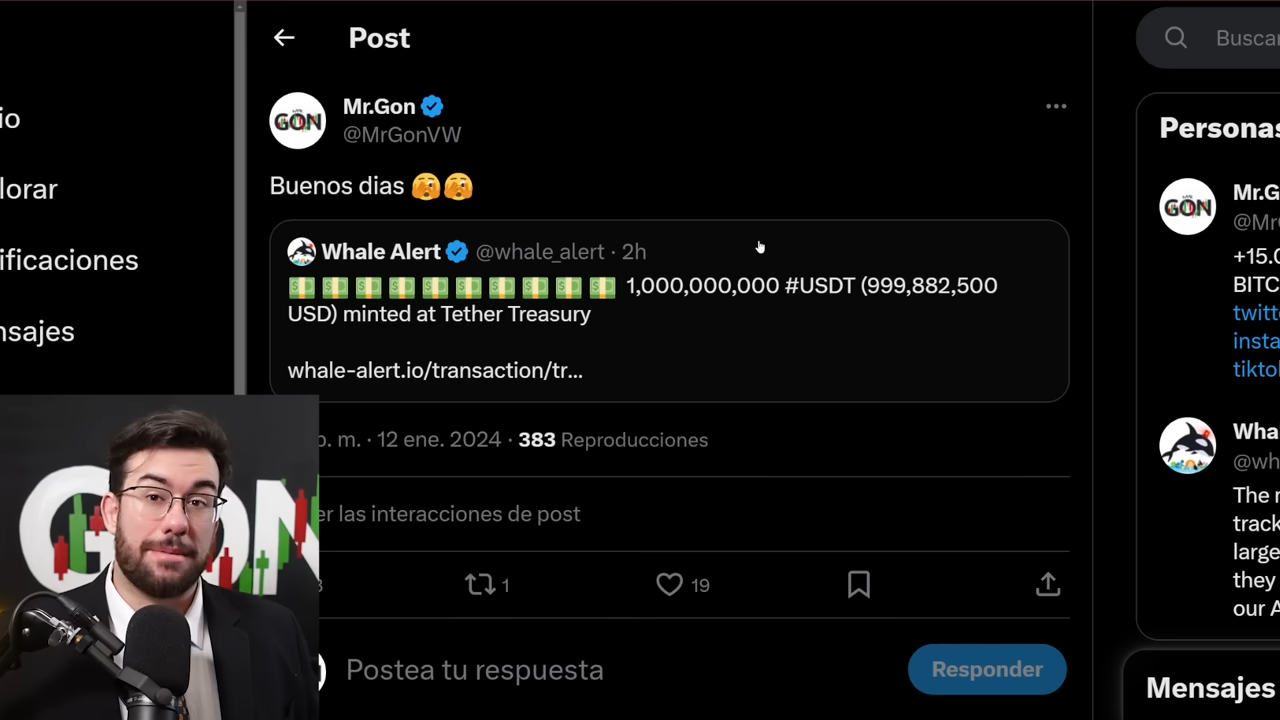 Post
Buscar
io
lorar
ificaciones
nsajes
GON
Mr.Gon
@MrGonVW
Buenos dias
Whale Alert @whale_alert · 2h
1,000,000,000 #USDT (999,882,500
USD) minted at Tether Treasury
whale-alert.io/transaction/tr...
p. m. · 12 ene. 2024 · 383 Reproducciones
er las interacciones de post
1
19
Postea tu respuesta
Responder
GON
Personas
GON
Mr.G
@Mr
+15.0
BITC
twitt
insta
tikto
Wha
@wh
The r
track
large
they
our A
Mensajes